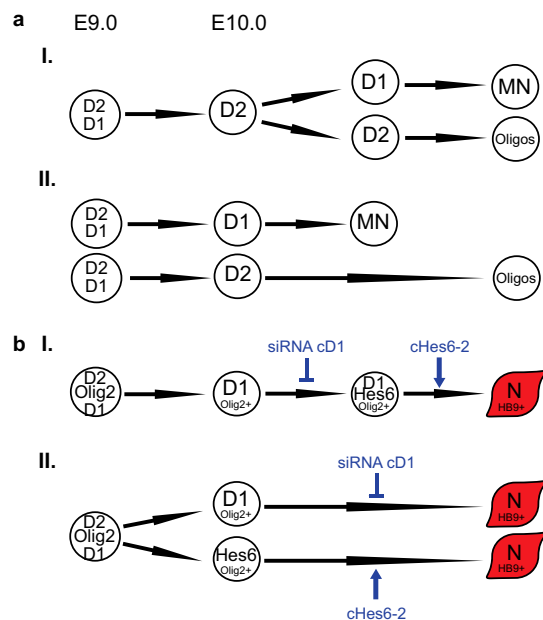 E9.0 E10.0
a
I.
D1 MN
D2
D1
D2
D2 Oligos
II.
D2
D1
D1 MN
D2
D1
D2 Oligos
b I.
siRNA cD1 cHes6-2
D2
Olig2
D1
D1
Olig2+
D1
Hes6
Olig2+
N
HB9+
II.
siRNA cD1
D1
Olig2+
N
HB9+
D2
Olig2
D1
Hes6
Olig2+
N
HB9+
cHes6-2